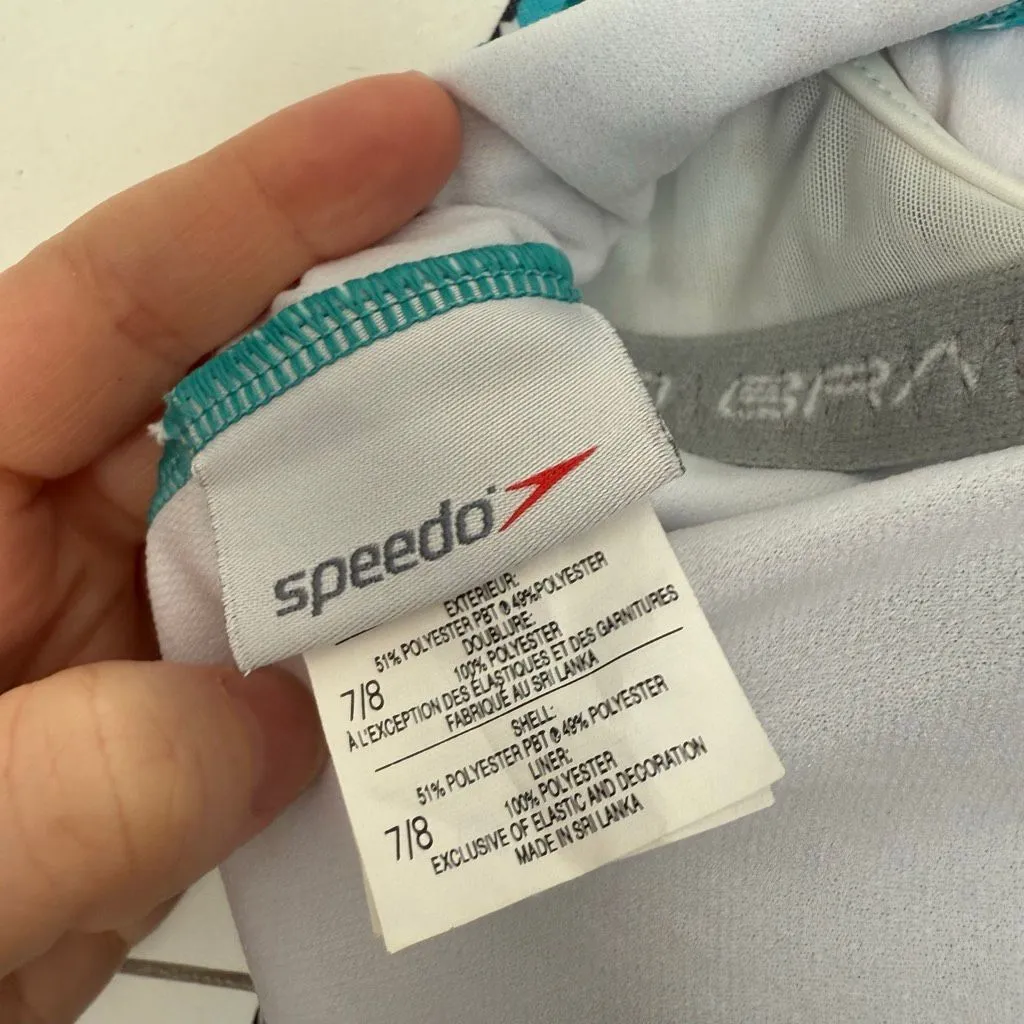 speedo
EXTERIEUR:
51% POLYESTER PBT ® 49%POLYESTER
DOUBLURE:
100% POLYESTER
7/8
À L'EXCEPTION DES ÉLASTIQUES ET DES GARNITURES
FABRIQUÉ AU SRI LANKA
SHELL:
51% POLYESTER PBT ® 49% POLYESTER
LINER:
100% POLYESTER
7/8
EXCLUSIVE OF ELASTIC AND DECORATION
MADE IN SRI LANKA